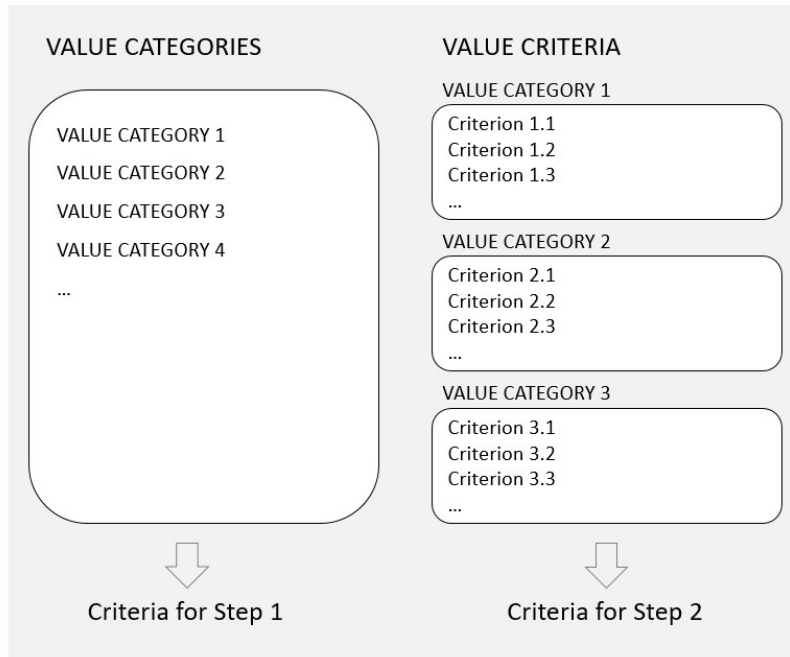 VALUE CATEGORIES
VALUE CATEGORY 1
VALUE CATEGORY 2
VALUE CATEGORY 3
VALUE CATEGORY 4
...
Criteria for Step 1
VALUE CRITERIA
VALUE CATEGORY 1
Criterion 1.1
Criterion 1.2
Criterion 1.3
...
VALUE CATEGORY 2
Criterion 2.1
Criterion 2.2
Criterion 2.3
...
VALUE CATEGORY 3
Criterion 3.1
Criterion 3.2
Criterion 3.3
...
Criteria for Step 2